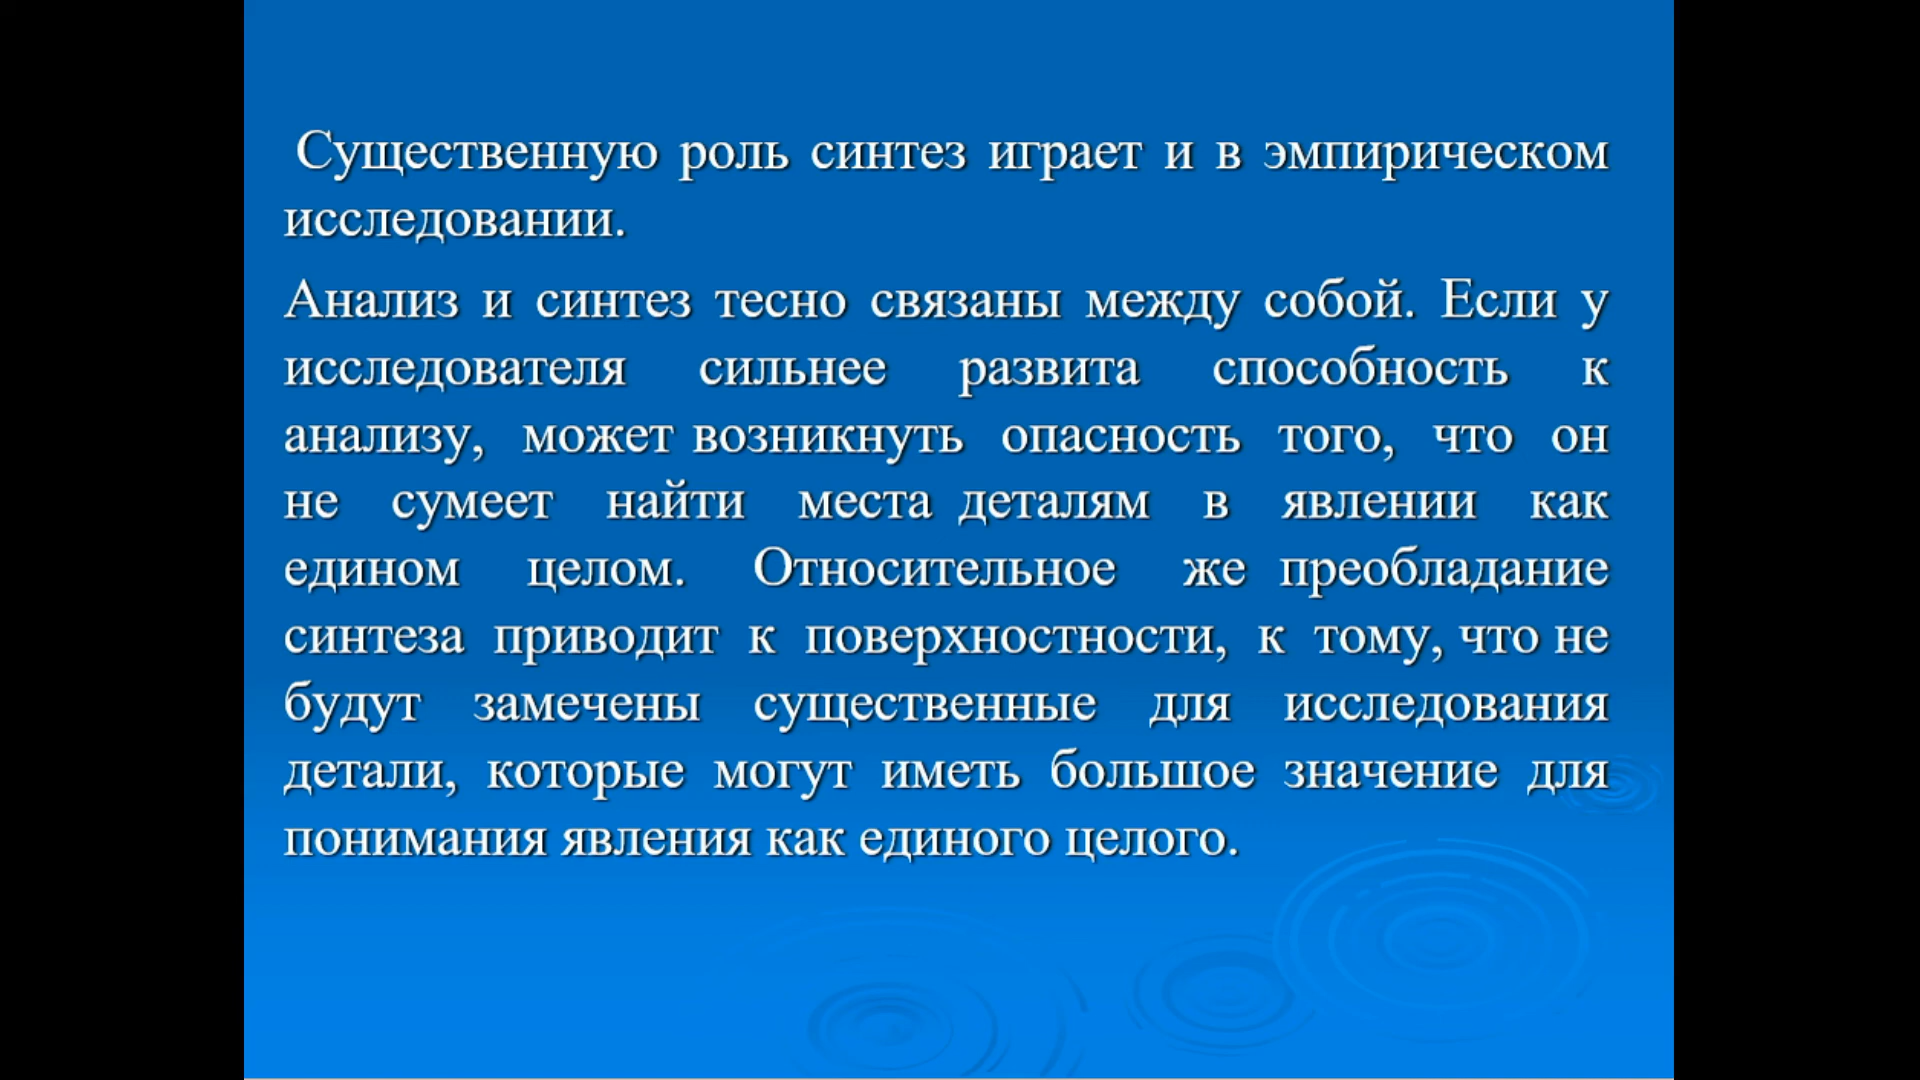 Существенную роль синтез играет и в эмпирическом
исследовании.
Анализ и синтез тесно связаны между собой. Если у
исследователя сильнее развита способность к
анализу, может возникнуть опасность того, что он
не сумеет найти места деталям в явлении как
едином целом. Относительное же преобладание
синтеза приводит к поверхностности, к тому, что не
будут замечены существенные для исследования
детали, которые могут иметь большое значение для
понимания явления как единого целого.